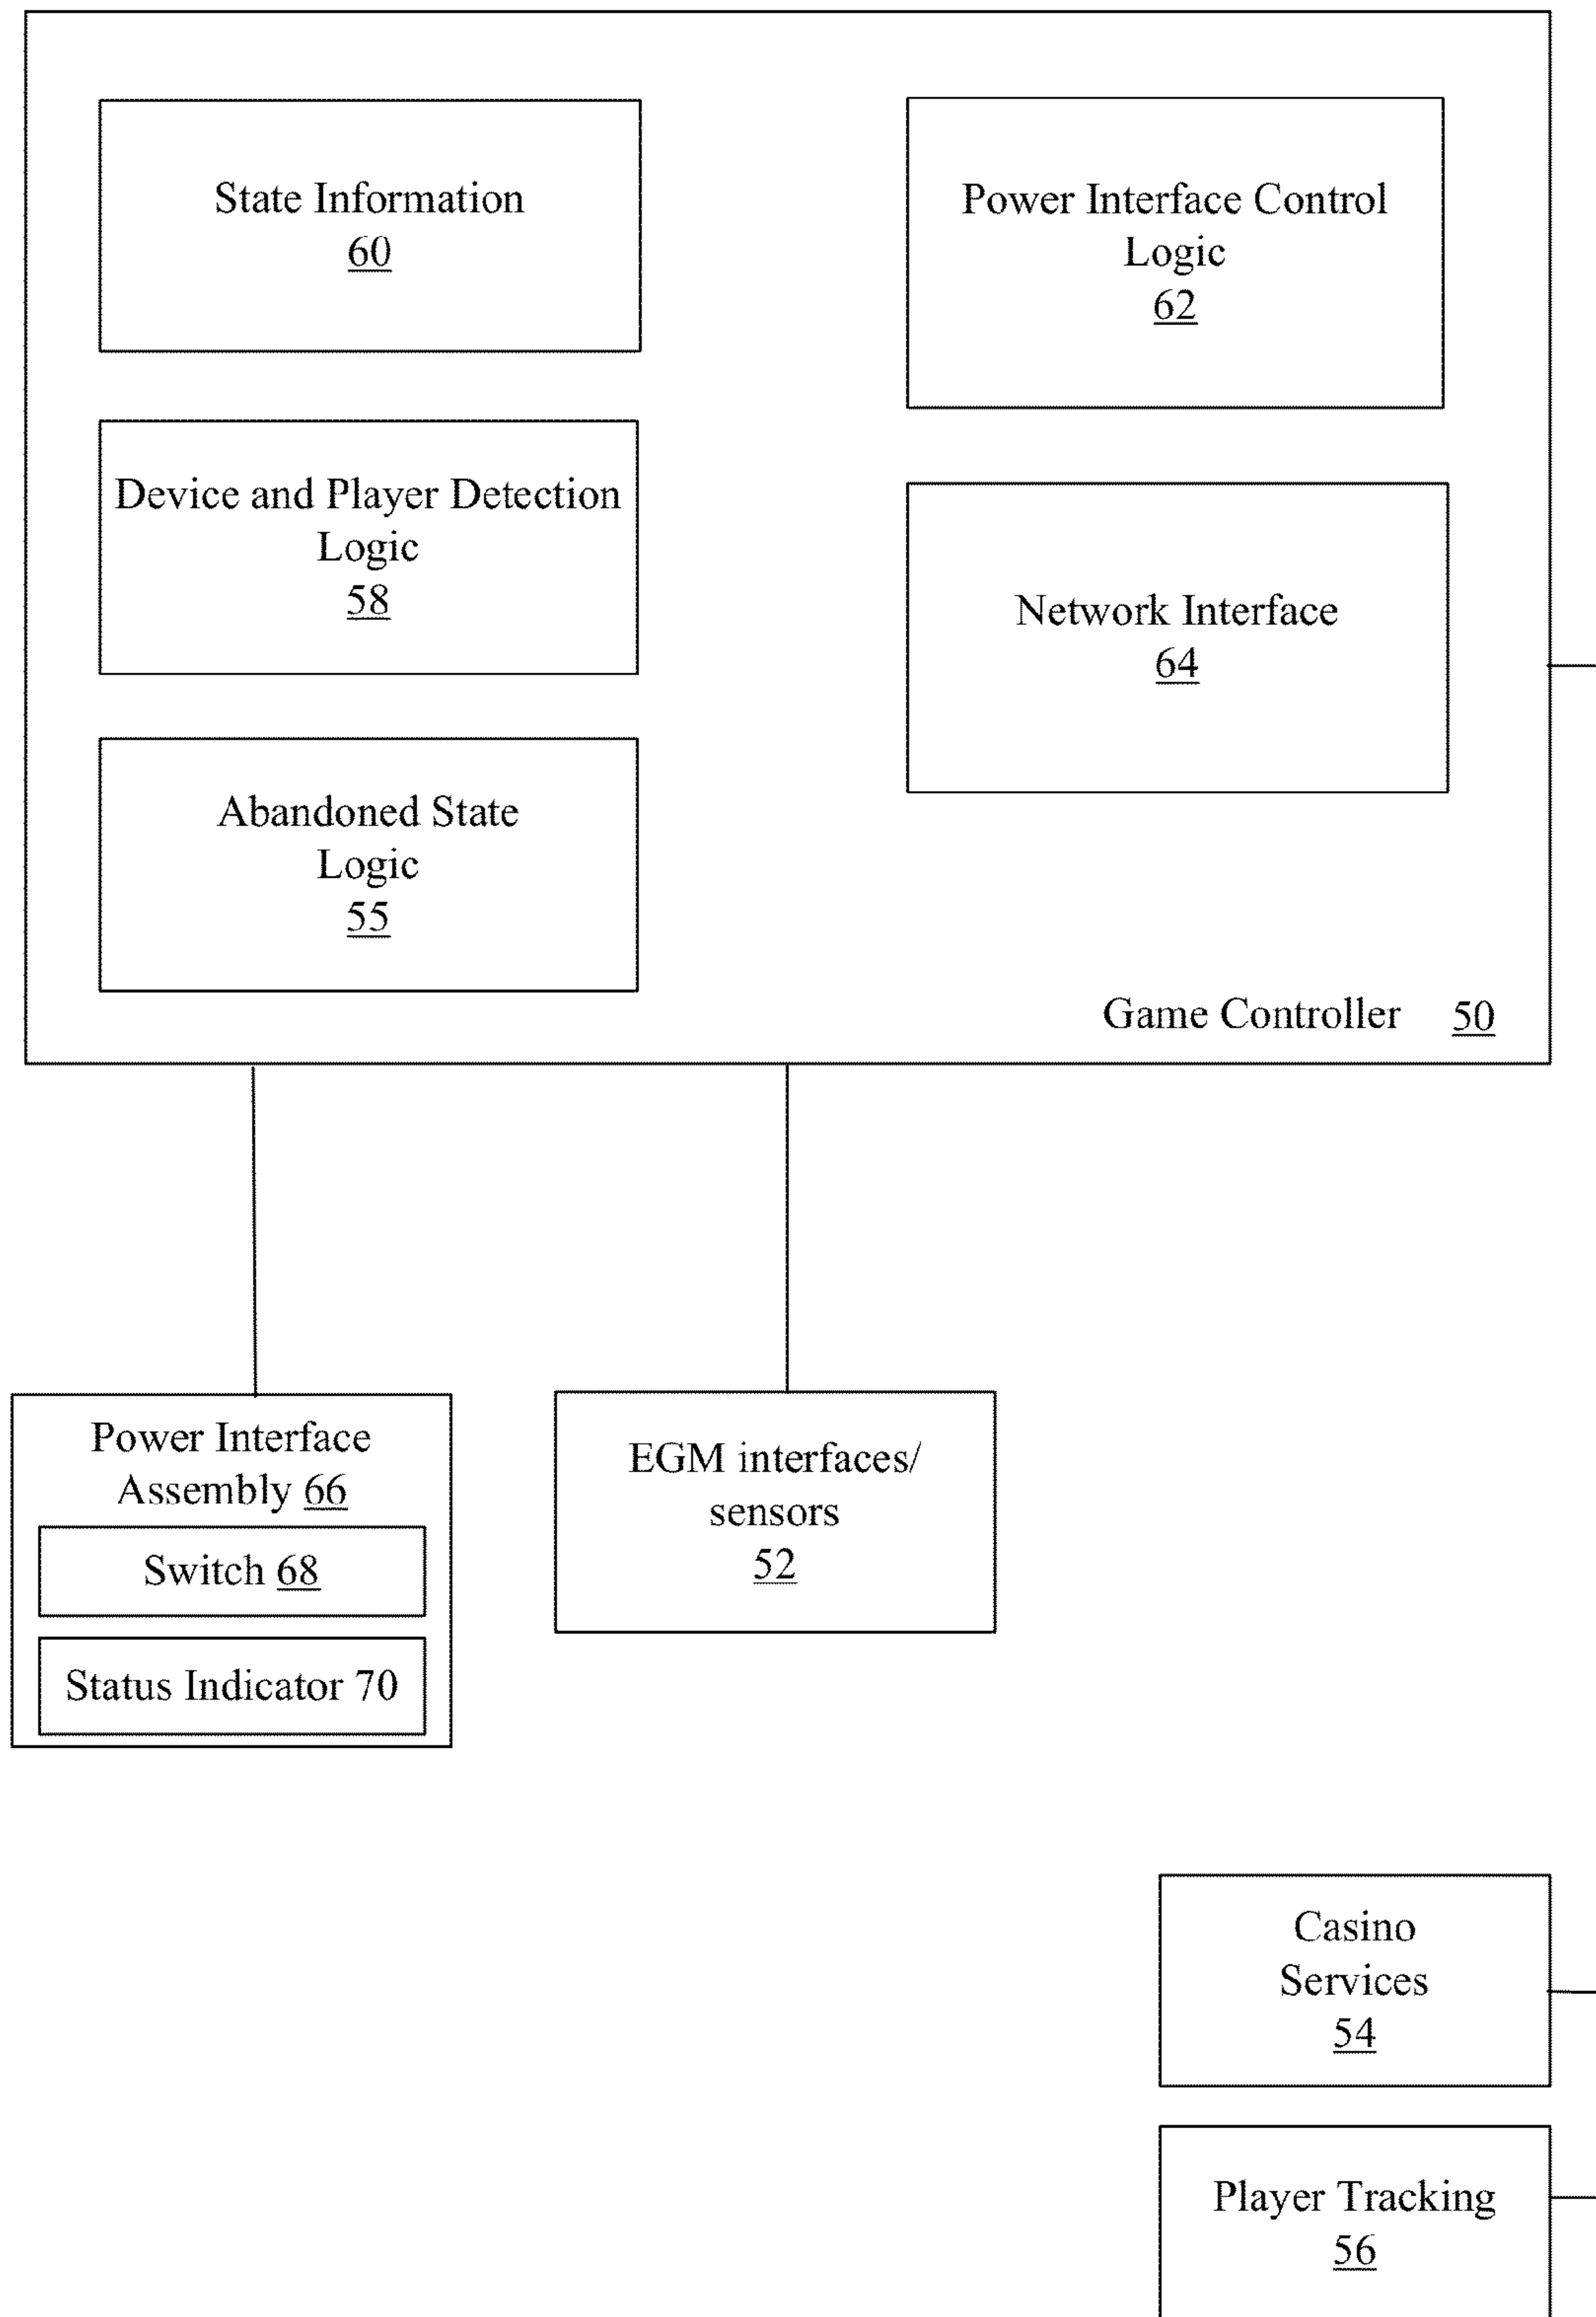 State Information
60
Power Interface Control
Logic
62
Device and Player Detection
Logic
58
Network Interface
64
Abandoned State
Logic
55
Game Controller 50
Power Interface
Assembly 66
Switch 68
Status Indicator 70
EGM interfaces/
sensors
52
Casino
Services
54
Player Tracking
56